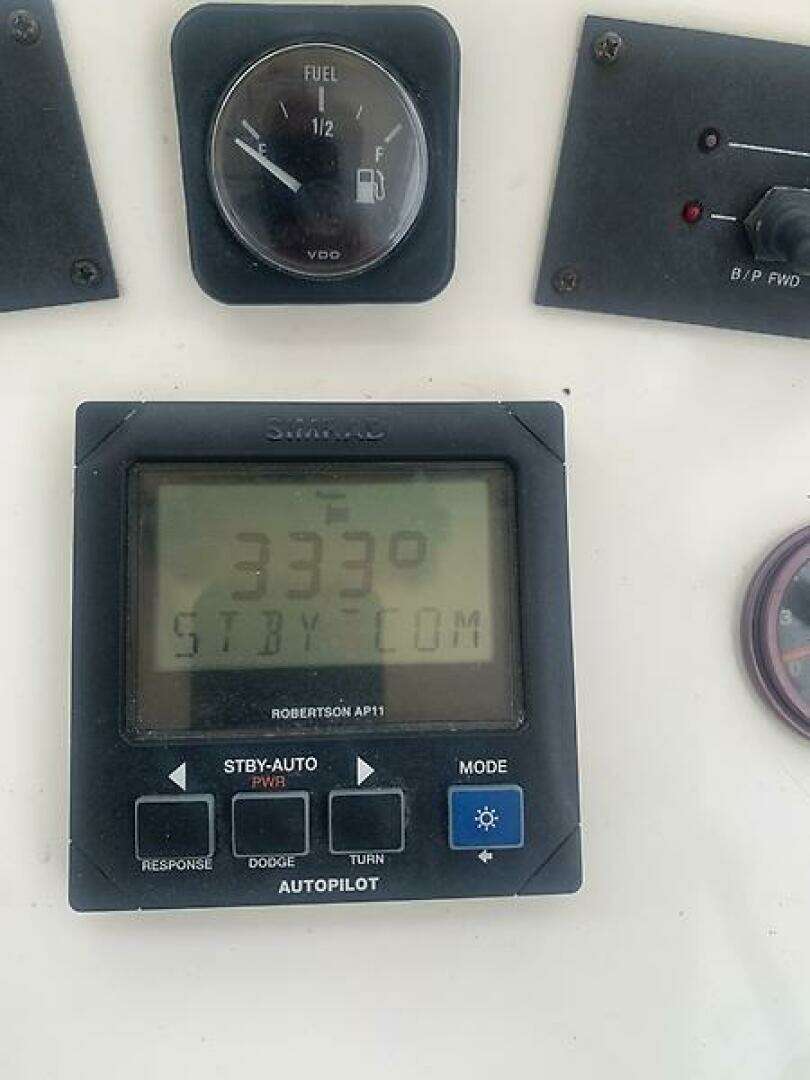 FUEL
1/2
E
F
VDO
B/P FWD
SIMRAD
333°
STBY COM
ROBERTSON AP11
STBY-AUTO
PWR
MODE
RESPONSE
DODGE
TURN
AUTOPILOT
3